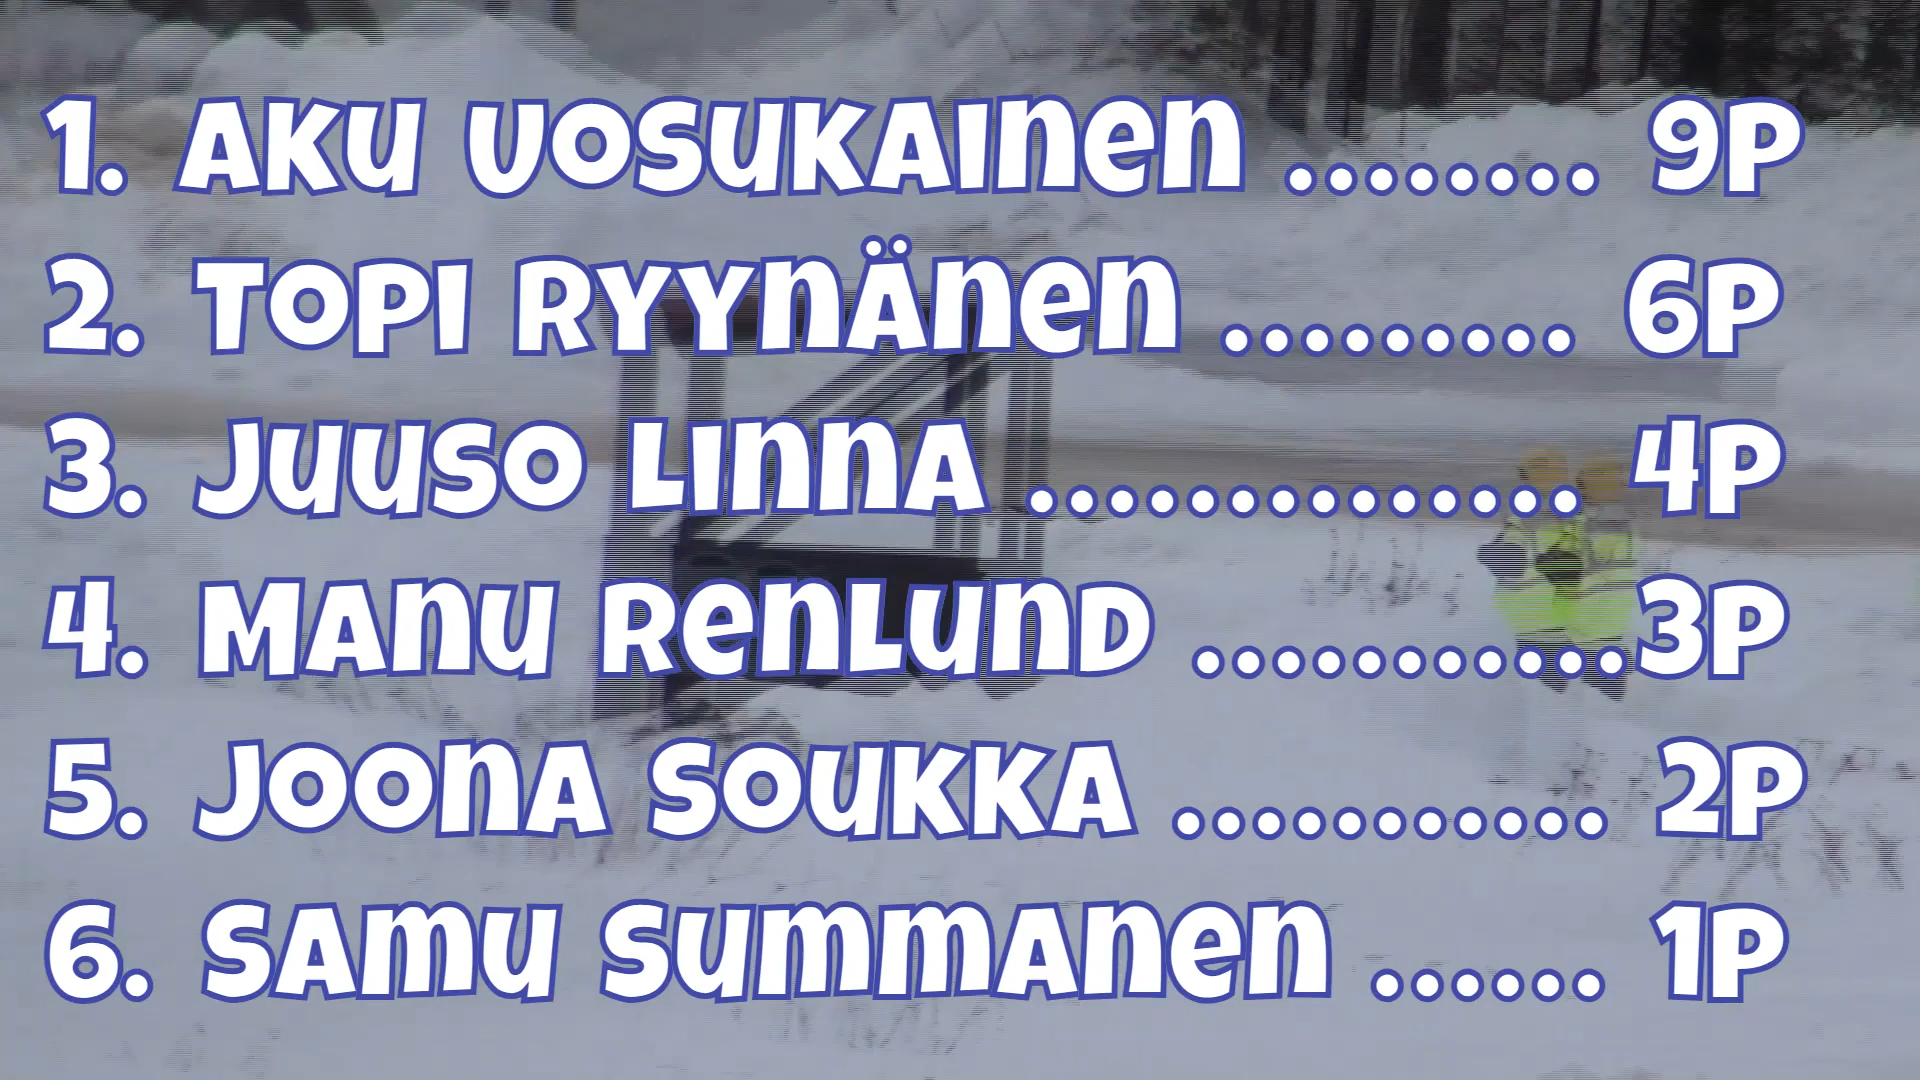 1. Aku Vosukainen ........ 9p
2. Topi Ryynänen ......... 6p
3. Juuso Linna .............. 4p
4. Manu Renlund ...........3p
5. Joona Soukka ........... 2p
6. Samu Summanen ...... 1p